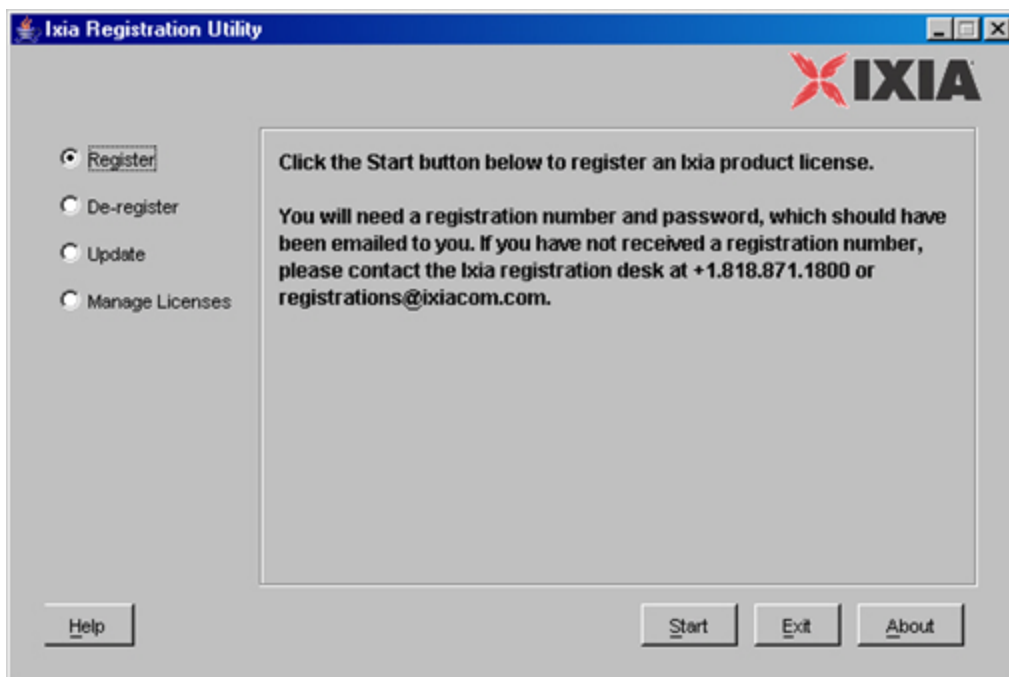 Ixia Registration Utility
IXIA
Register
De-register
Update
Manage Licenses
Click the Start button below to register an Ixia product license.
You will need a registration number and password, which should have
been emailed to you. If you have not received a registration number,
please contact the Ixia registration desk at +1.818.871.1800 or
registrations@ixiacom.com.
Help
Start
Exit
About